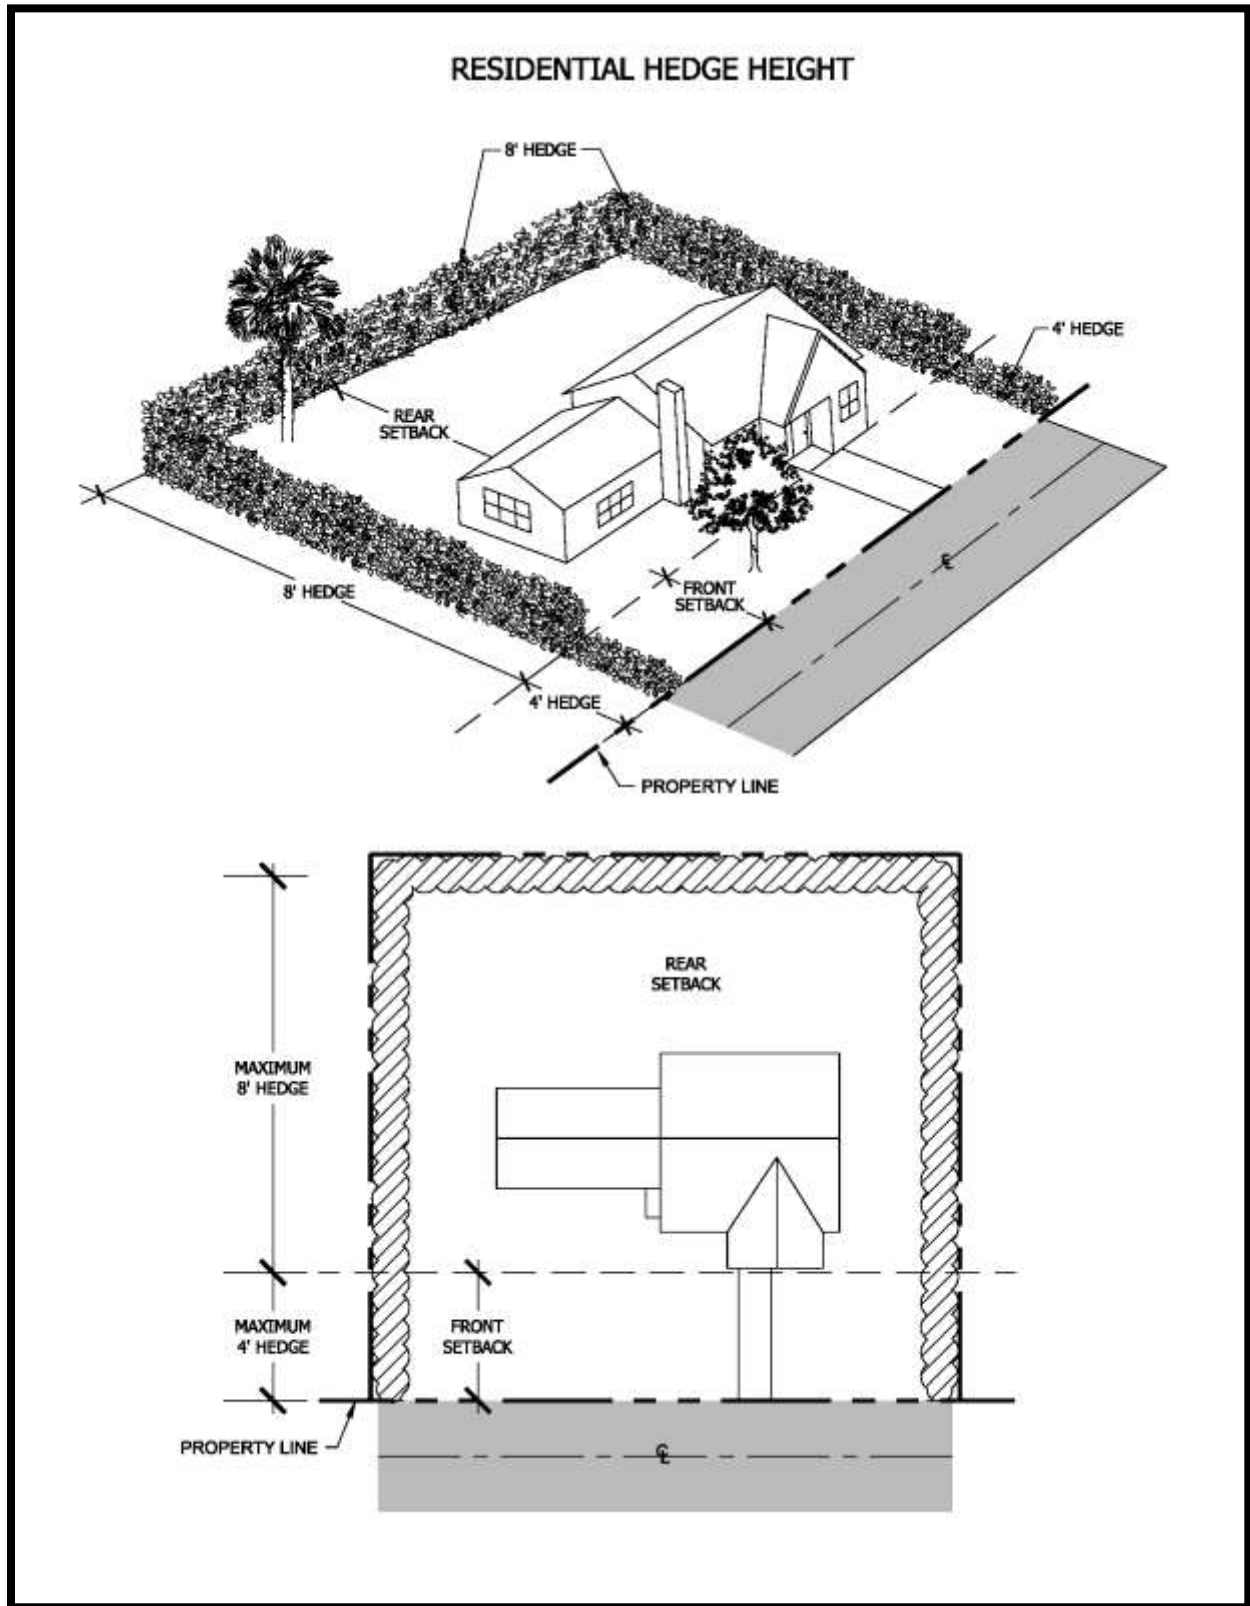 RESIDENTIAL HEDGE HEIGHT
8' HEDGE
4' HEDGE
REAR
SETBACK
8' HEDGE
FRONT
SETBACK
4' HEDGE
℄
PROPERTY LINE
REAR
SETBACK
MAXIMUM
8' HEDGE
MAXIMUM
4' HEDGE
FRONT
SETBACK
PROPERTY LINE
℄